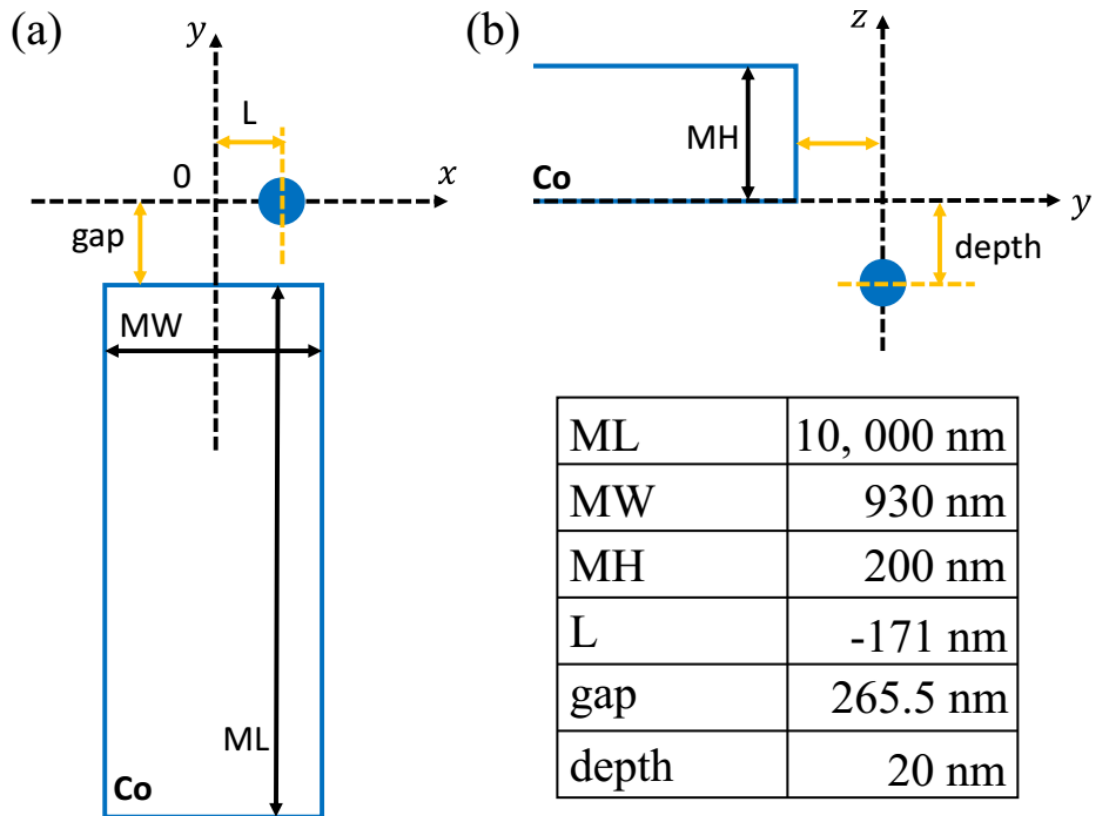 (a)
y
L
0
x
gap
MW
ML
Co
(b)
z
MH
Co
y
depth
ML 10, 000 nm
MW 930 nm
MH 200 nm
L -171 nm
gap 265.5 nm
depth 20 nm